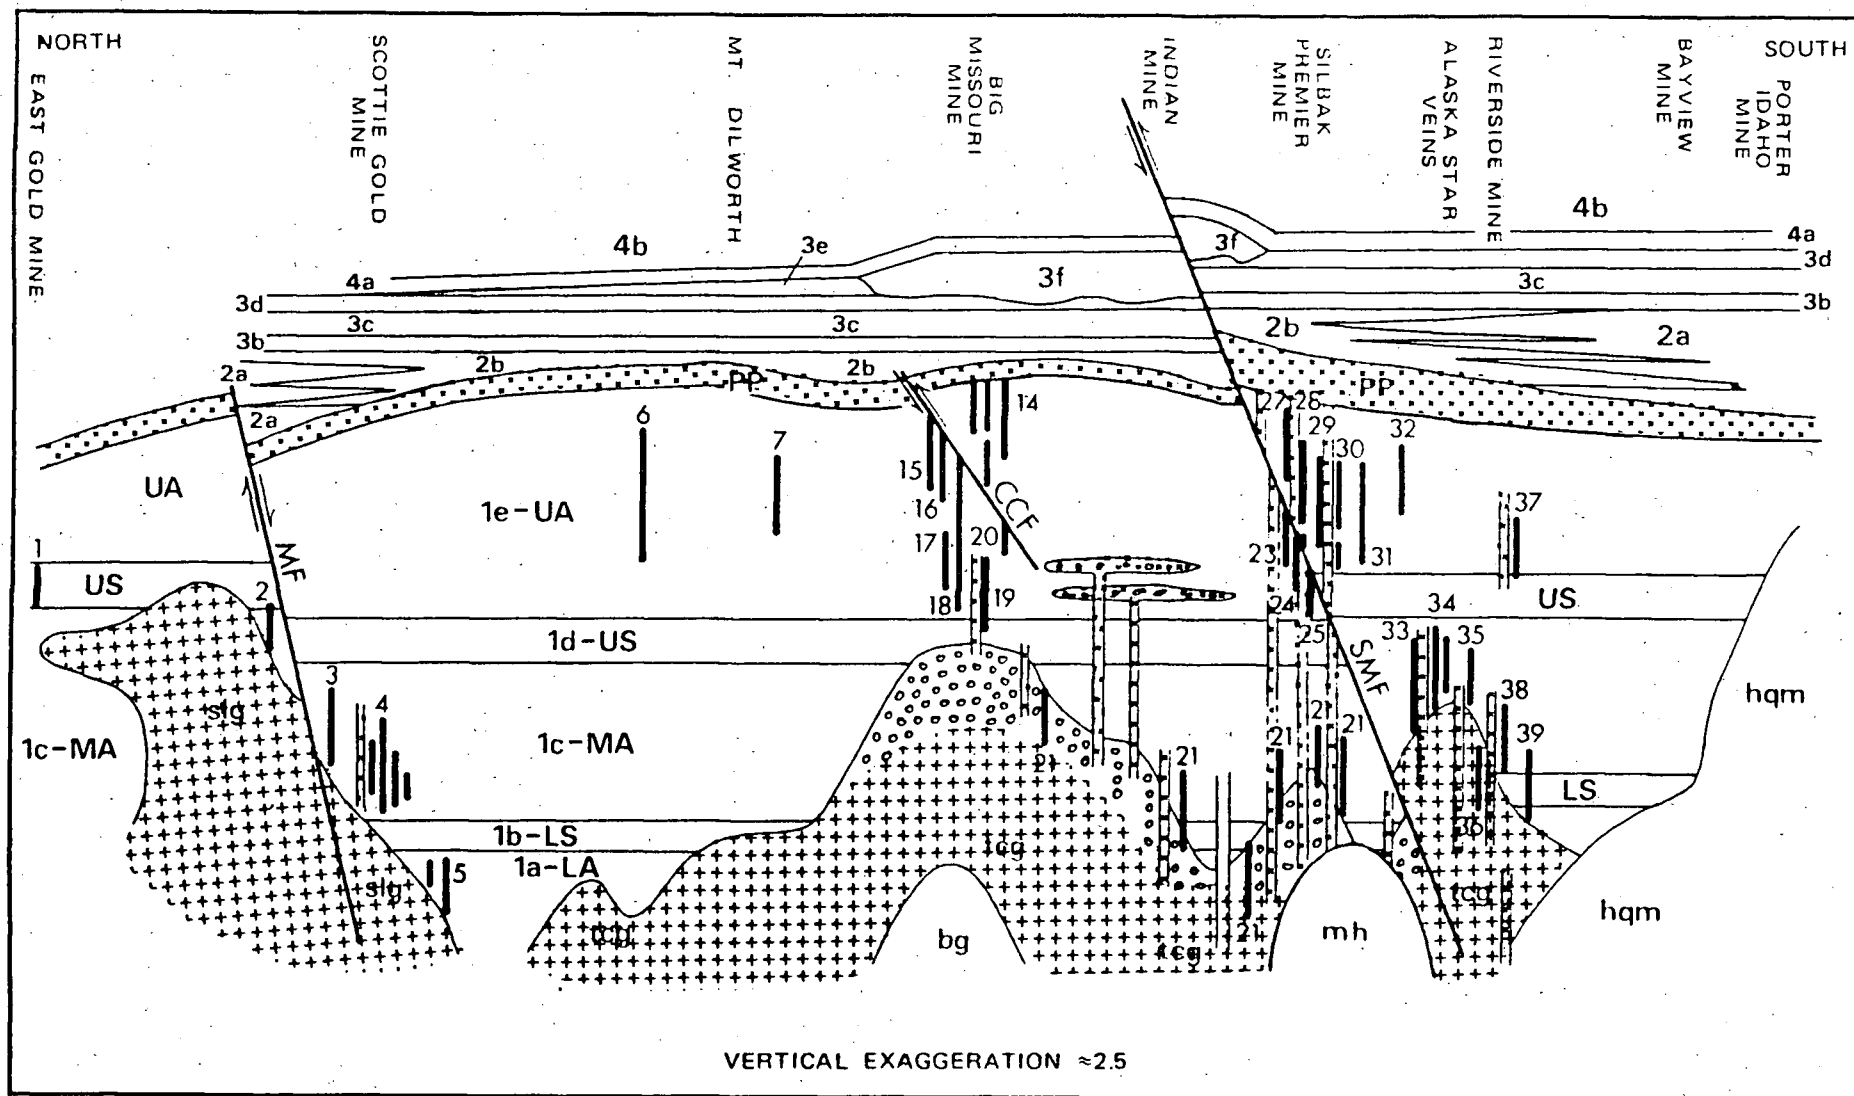 NORTH
SOUTH
EAST GOLD MINE
SCOTTIE GOLD
MINE
MT. DILWORTH
BIG
MISSOURI
MINE
INDIAN
MINE
SILBAK
PREMIER
MINE
ALASKA STAR
VEINS
RIVERSIDE MINE
BAYVIEW
MINE
PORTER
IDAHO
MINE
4b
4b
3e
3f
4a
4a
3f
3d
3d
3c
3c
3c
3b
3b
2b
2a
2a
2b
2b
2a
PP
PP
UA
1e-UA
6
7
14
15
16
17
18
19
20
CCF
27
28
29
30
31
32
37
23
24
25
1
US
2
MF
1d-US
US
33
34
35
SMF
3
4
slg
1c-MA
1c-MA
21
21
21
21
21
21
38
39
hqm
LS
36
1b-LS
1a-LA
5
slg
tcg
tcg
bg
tcg
mh
tcg
hqm
VERTICAL EXAGGERATION ≈2.5